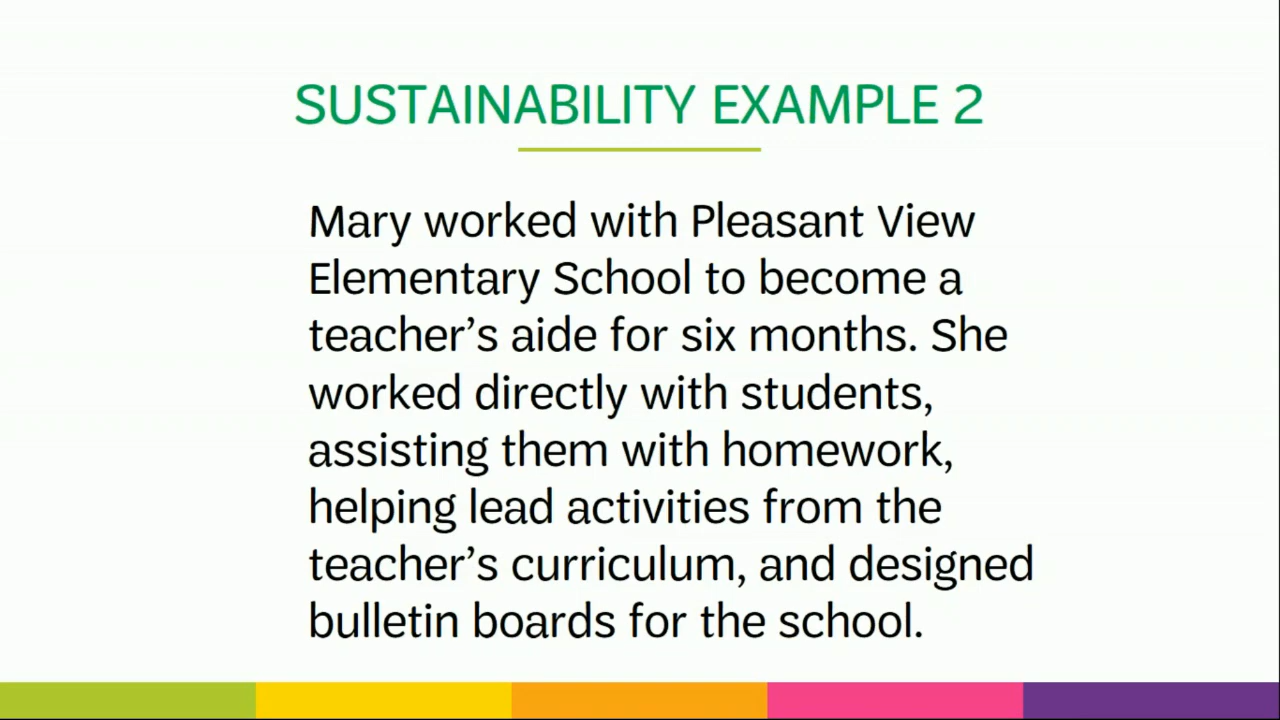 SUSTAINABILITY EXAMPLE 2
Mary worked with Pleasant View
Elementary School to become a
teacher’s aide for six months. She
worked directly with students,
assisting them with homework,
helping lead activities from the
teacher’s curriculum, and designed
bulletin boards for the school.